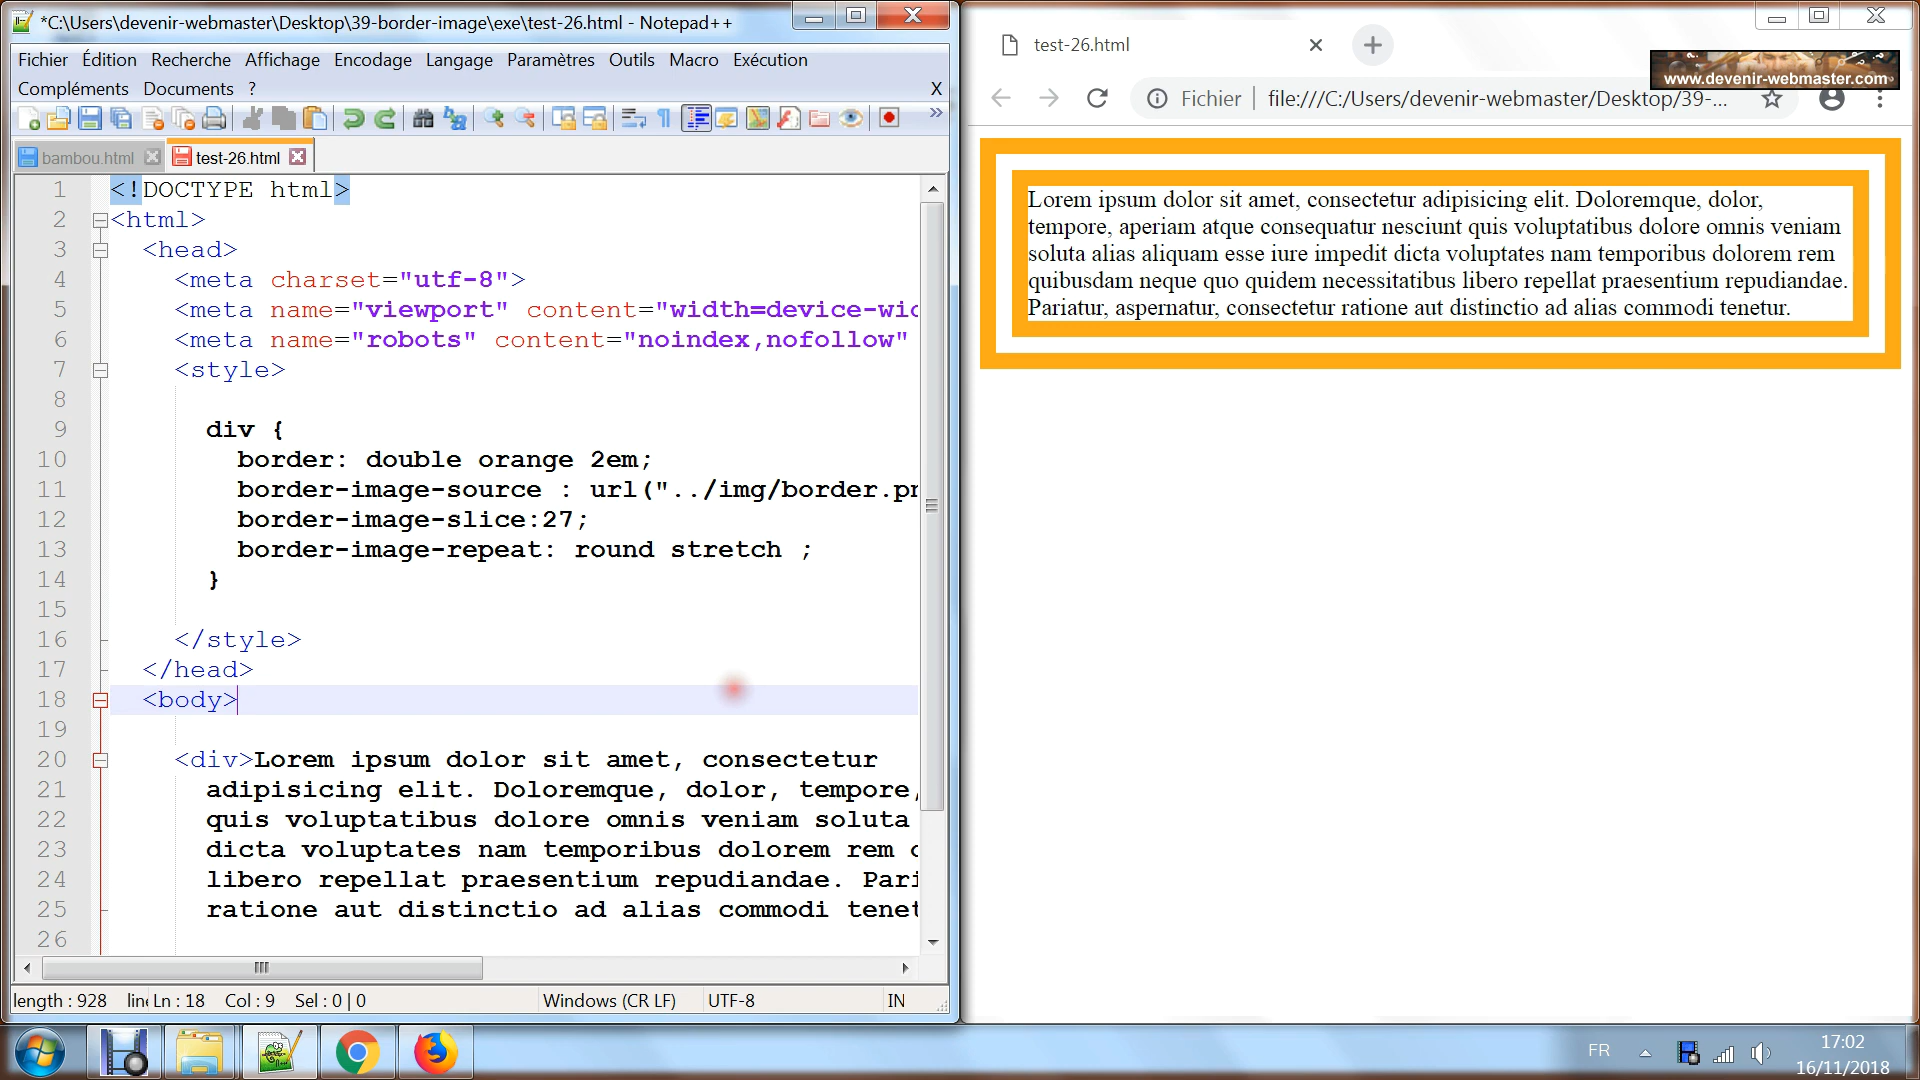 *C:\Users\devenir-webmaster\Desktop\39-border-image\exe\test-26.html - Notepad++
Fichier Édition Recherche Affichage Encodage Langage Paramètres Outils Macro Exécution
Compléments Documents ? X
bambou.html test-26.html
1 <!DOCTYPE html>
2 <html>
3 <head>
4 <meta charset="utf-8">
5 <meta name="viewport" content="width=device-wid
6 <meta name="robots" content="noindex,nofollow"
7 <style>
8
9 div {
10 border: double orange 2em;
11 border-image-source : url("../img/border.pn
12 border-image-slice:27;
13 border-image-repeat: round stretch ;
14 }
15
16 </style>
17 </head>
18 <body>
19
20 <div>Lorem ipsum dolor sit amet, consectetur
21 adipisicing elit. Doloremque, dolor, tempore,
22 quis voluptatibus dolore omnis veniam soluta
23 dicta voluptates nam temporibus dolorem rem
24 libero repellat praesentium repudiandae. Pari
25 ratione aut distinctio ad alias commodi tenet
26
length : 928 line Ln : 18 Col : 9 Sel : 0 | 0 Windows (CR LF) UTF-8 IN
test-26.html
www.devenir-webmaster.com
Fichier file:///C:/Users/devenir-webmaster/Desktop/39-...
Lorem ipsum dolor sit amet, consectetur adipisicing elit. Doloremque, dolor,
tempore, aperiam atque consequatur nesciunt quis voluptatibus dolore omnis veniam
soluta alias aliquam esse iure impedit dicta voluptates nam temporibus dolorem rem
quibusdam neque quo quidem necessitatibus libero repellat praesentium repudiandae.
Pariatur, aspernatur, consectetur ratione aut distinctio ad alias commodi tenetur.
FR
17:02
16/11/2018